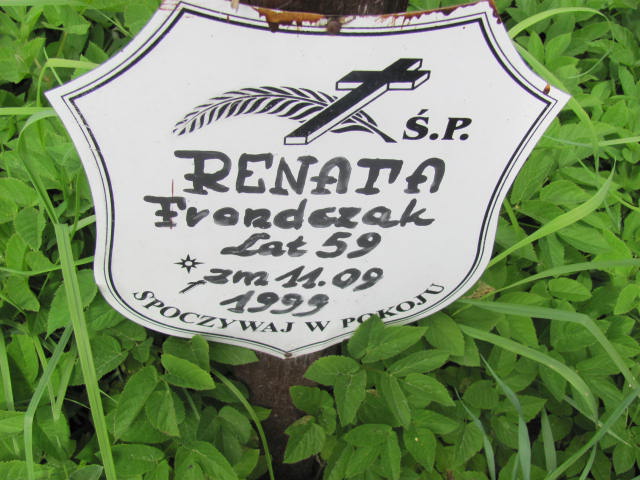 Ś.P.
RENATA
Frondczak
Lat 59
zm 11.09
1999
SPOCZYWAJ W POKOJU